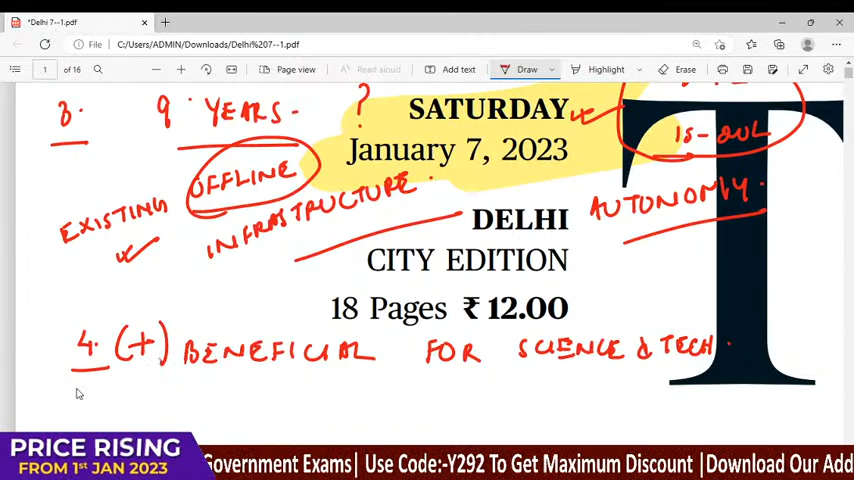 *Delhi 7--1.pdf
File C:/Users/ADMIN/Downloads/Delhi%207--1.pdf
1 of 16 Page view Read aloud Add text Draw Highlight Erase
3. 9 YEARS- ? SATURDAY
15-JUL
OFFLINE January 7, 2023
EXISTING INFRASTRUCTURE. DELHI AUTONOMY.
CITY EDITION
18 Pages ₹ 12.00
4. (+) BENEFICIAL FOR SCIENCE & TECH.
T
PRICE RISING
FROM 1st JAN 2023
Government Exams| Use Code:-Y292 To Get Maximum Discount |Download Our Add